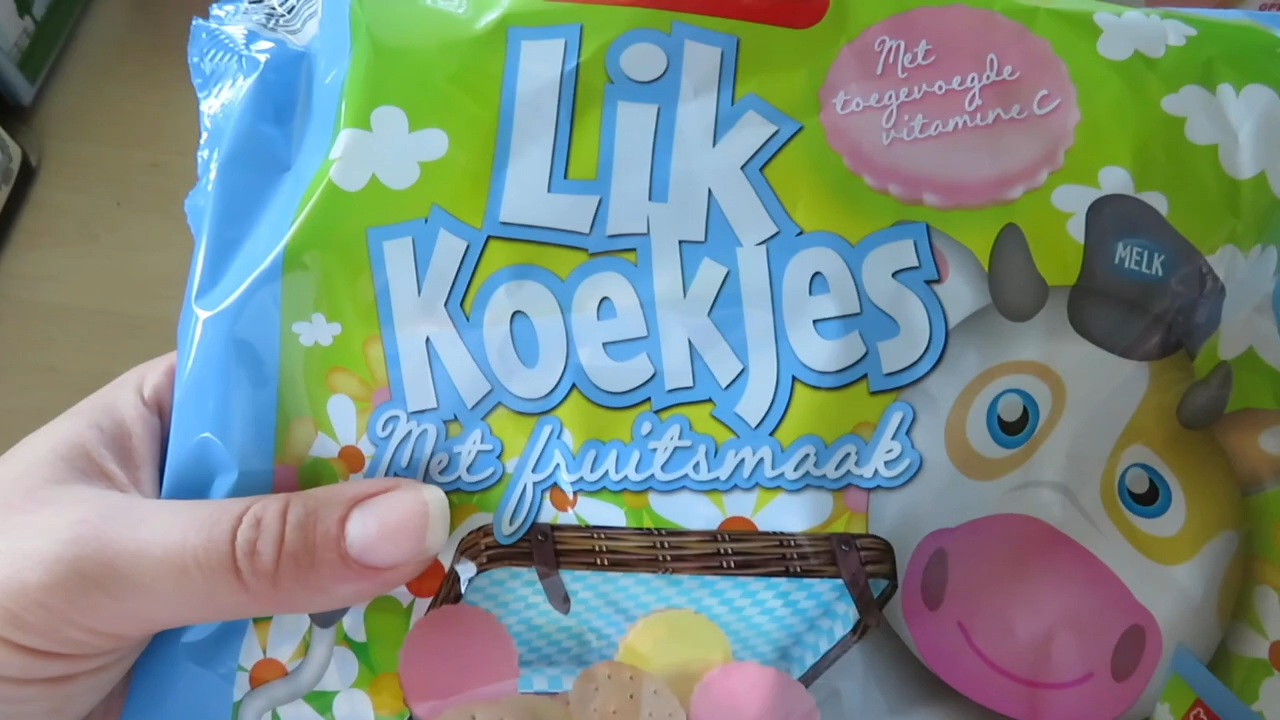 Met
toegevoegde
vitamine C
Lik
Koekjes
Met fruitsmaak
MELK